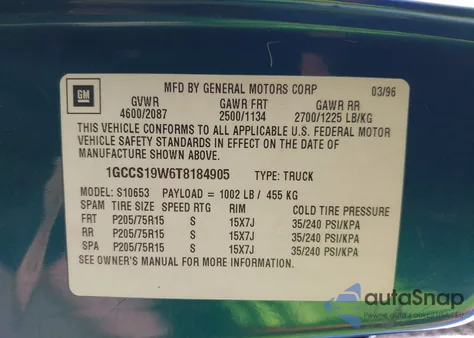 MFD BY GENERAL MOTORS CORP 03/96
GM
GVWR GAWR FRT GAWR RR
4600/2087 2500/1134 2700/1225 LB/KG
THIS VEHICLE CONFORMS TO ALL APPLICABLE U.S. FEDERAL MOTOR
VEHICLE SAFETY STANDARDS IN EFFECT ON THE DATE OF
MANUFACTURE SHOWN ABOVE.
1GCCS19W6T8184905 TYPE: TRUCK
MODEL: S10653 PAYLOAD = 1002 LB / 455 KG
SPAM TIRE SIZE SPEED RTG RIM COLD TIRE PRESSURE
FRT P205/75R15 S 15X7J 35/240 PSI/KPA
RR P205/75R15 S 15X7J 35/240 PSI/KPA
SPA P205/75R15 S 15X7J 35/240 PSI/KPA
SEE OWNER'S MANUAL FOR MORE INFORMATION.
autoSnap